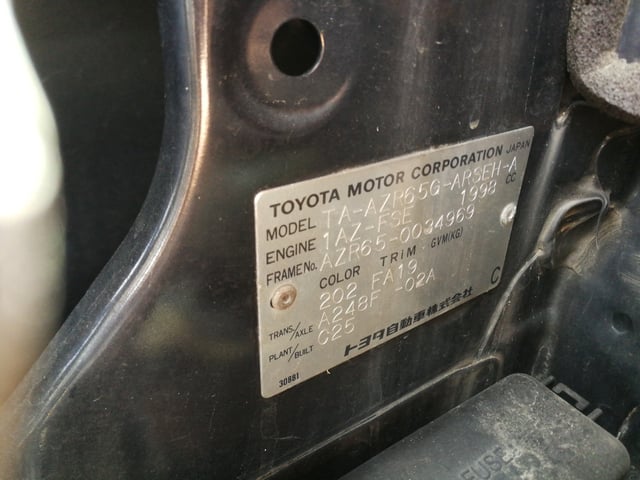 TOYOTA MOTOR CORPORATION JAPAN
MODEL TA-AZR65G-ARSEH-A
ENGINE 1AZ-FSE 1998 CC
FRAME No. AZR65-0034969
COLOR TRIM GVM(KG)
202 FA19
TRANS/AXLE A248F -02A
PLANT/BUILT C25 C
トヨタ自動車株式会社
30881
FUSE